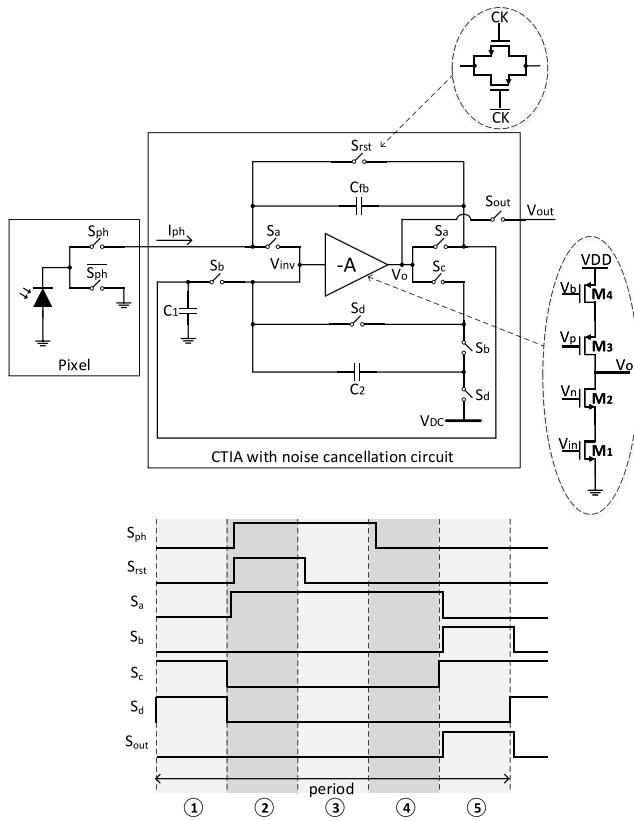 CK
CK
Srst
Cfb
Sout
Vout
Sph
Iph
Sa
Sa
-A
Vinv
Vo
Sph
Sb
Sc
C1
Sd
Sb
C2
Sd
VDC
Pixel
CTIA with noise cancellation circuit
VDD
Vb
M4
Vp
M3
Vo
Vn
M2
Vin
M1
Sph
Srst
Sa
Sb
Sc
Sd
Sout
period
① ② ③ ④ ⑤